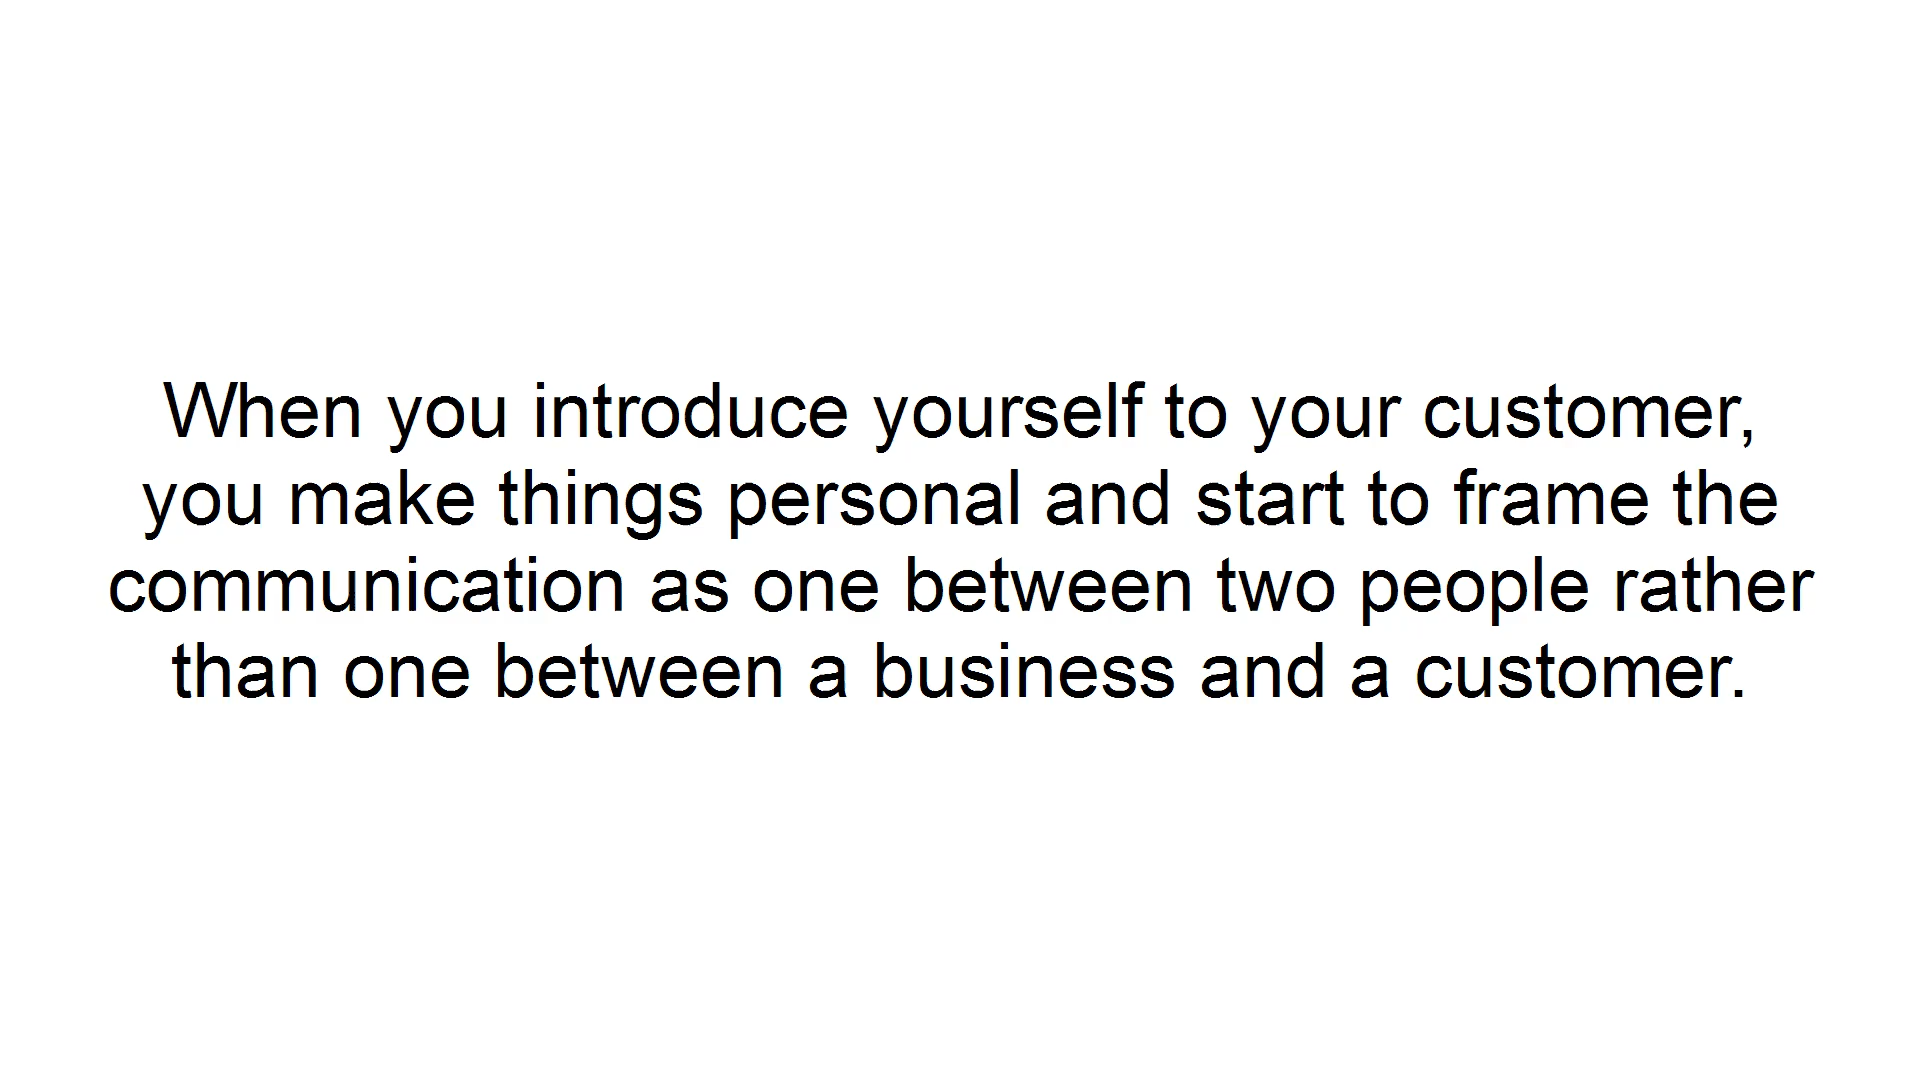 When you introduce yourself to your customer,
you make things personal and start to frame the
communication as one between two people rather
than one between a business and a customer.